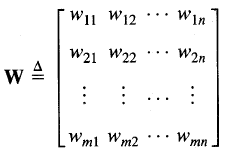 W ≜ [ w11 w12 ⋯ w1n
w21 w22 ⋯ w2n
⋮ ⋮ ⋯ ⋮
wm1 wm2 ⋯ wmn ]